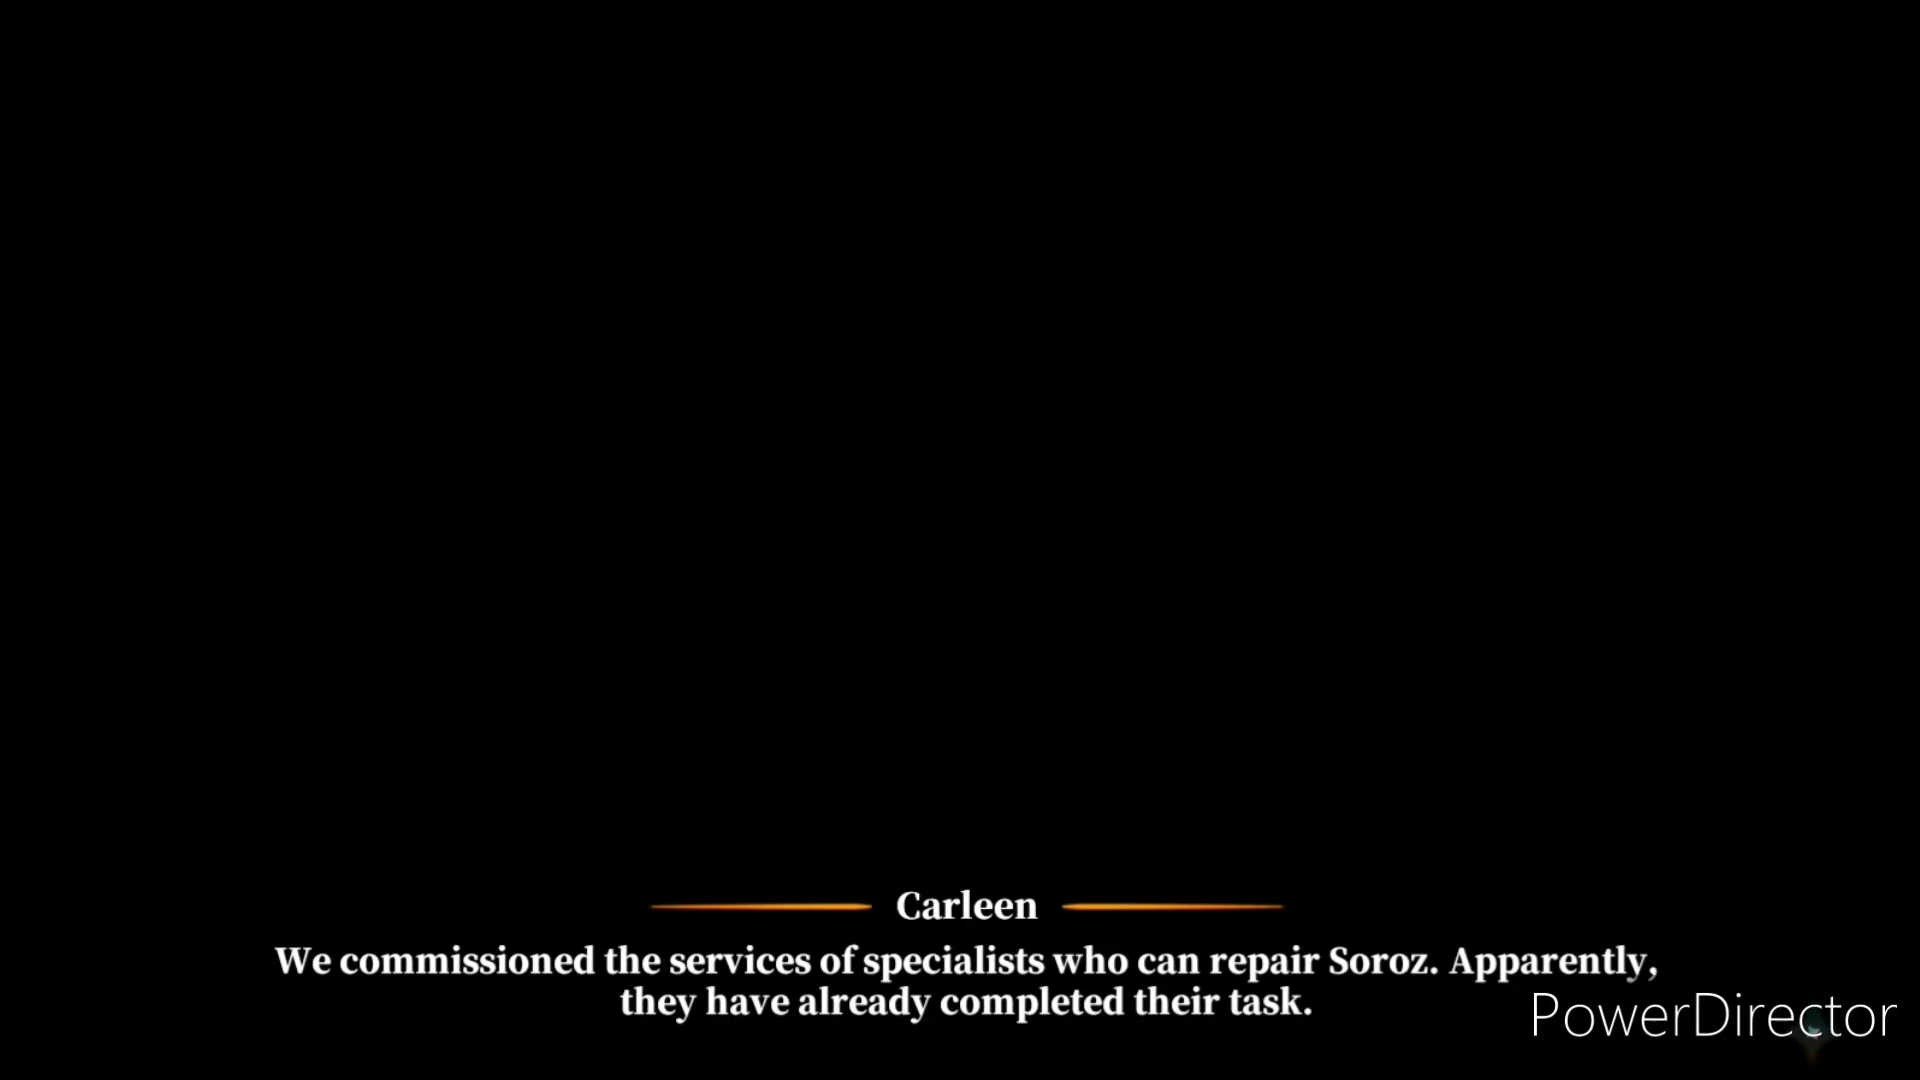 Carleen
We commissioned the services of specialists who can repair Soroz. Apparently,
they have already completed their task.
PowerDirector